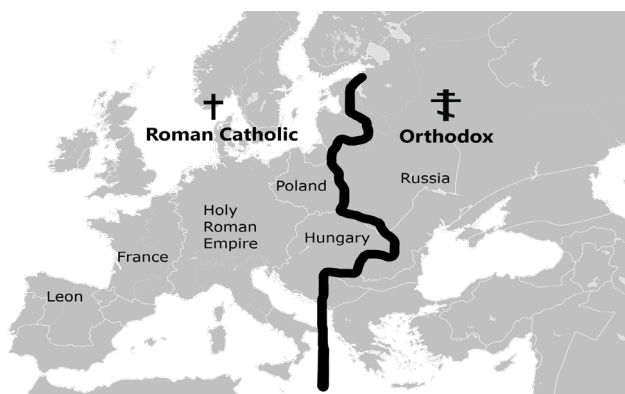 Roman Catholic
Orthodox
Poland
Russia
Holy
Roman
Empire
Hungary
France
Leon